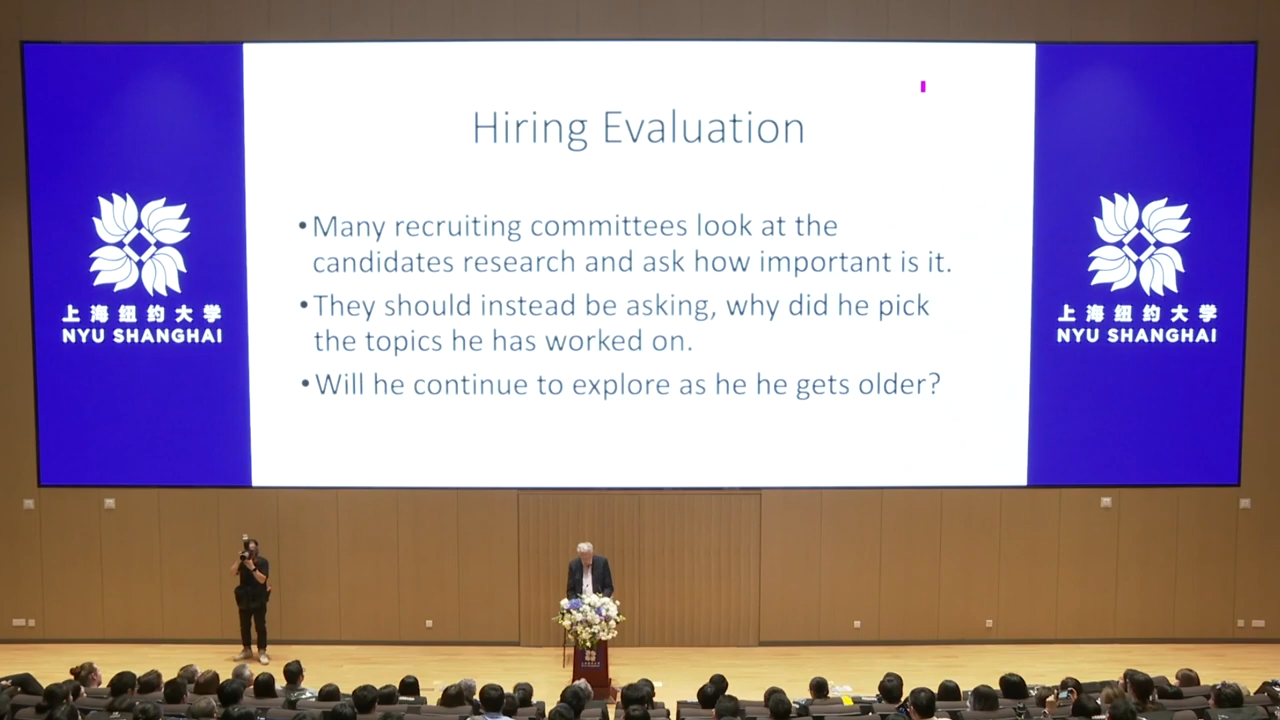 Hiring Evaluation
•Many recruiting committees look at the
candidates research and ask how important is it.
•They should instead be asking, why did he pick
the topics he has worked on.
•Will he continue to explore as he he gets older?
上海纽约大学
NYU SHANGHAI
上海纽约大学
NYU SHANGHAI